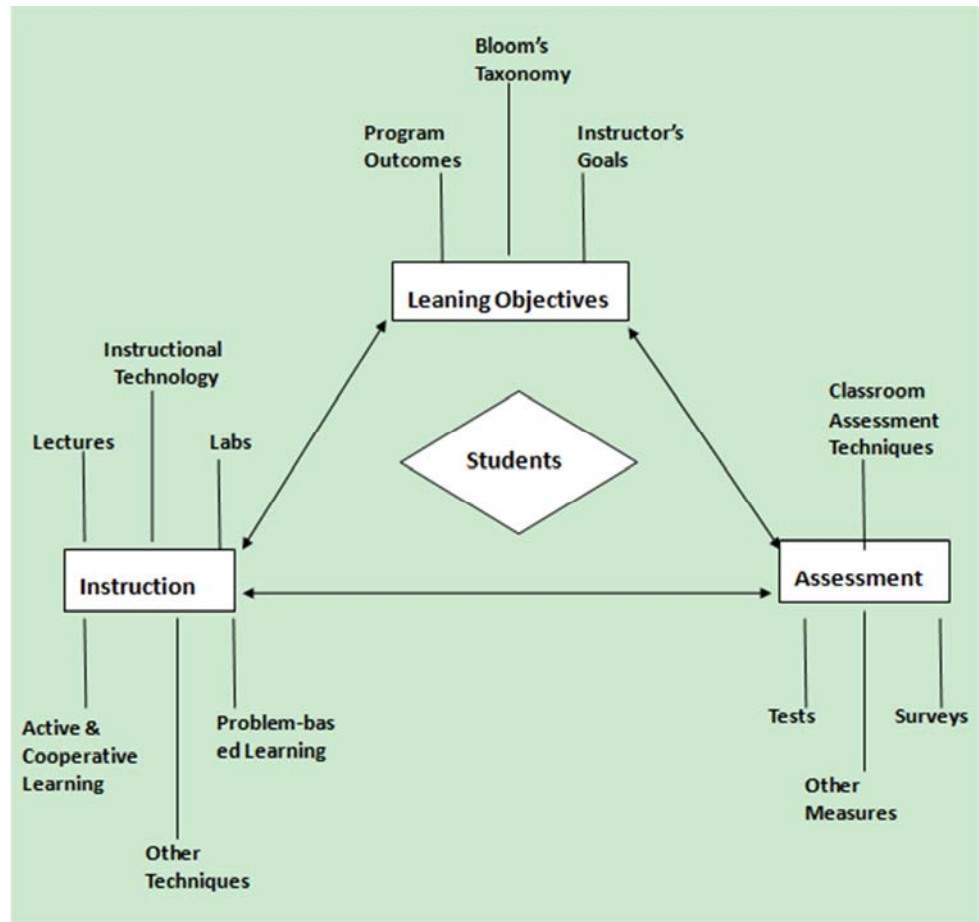 Bloom's
Taxonomy
Program
Outcomes
Instructor's
Goals
Leaning Objectives
Instructional
Technology
Lectures
Labs
Students
Classroom
Assessment
Techniques
Instruction
Assessment
Active &
Cooperative
Learning
Problem-bas
ed Learning
Tests
Surveys
Other
Measures
Other
Techniques